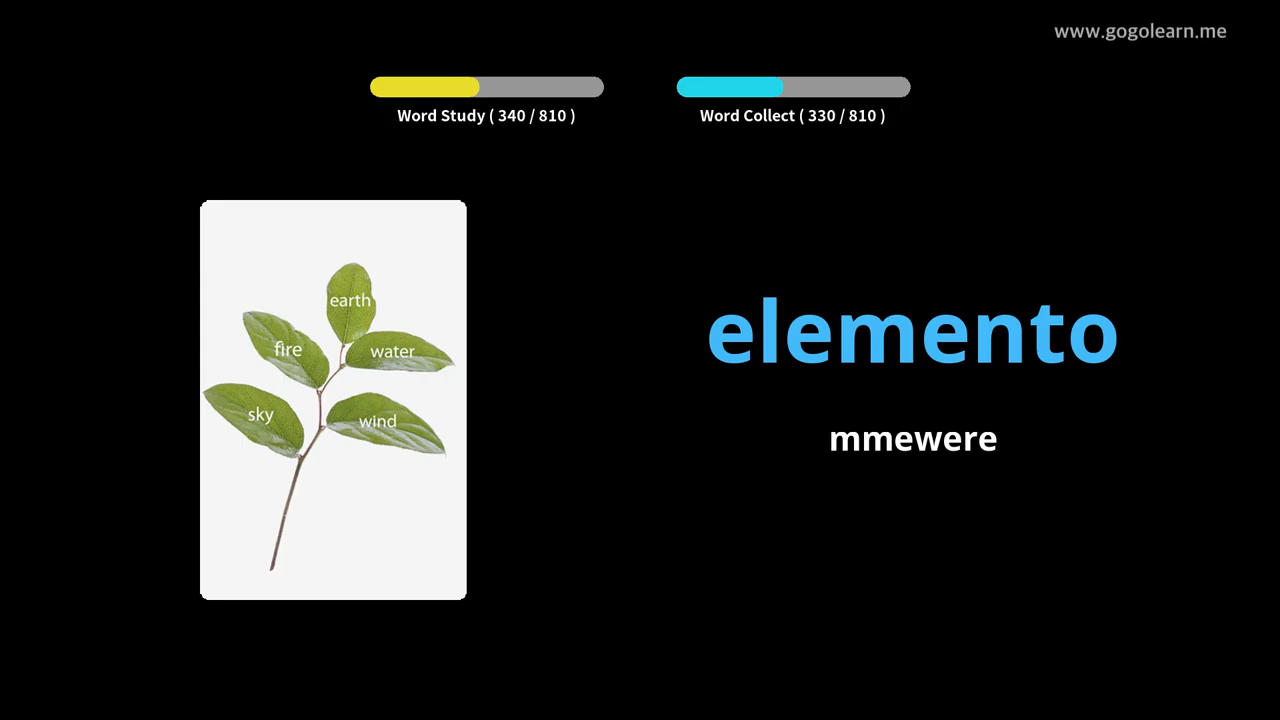 www.gogolearn.me
Word Study ( 340 / 810 )
Word Collect ( 330 / 810 )
earth
fire
water
sky
wind
elemento
mmewere